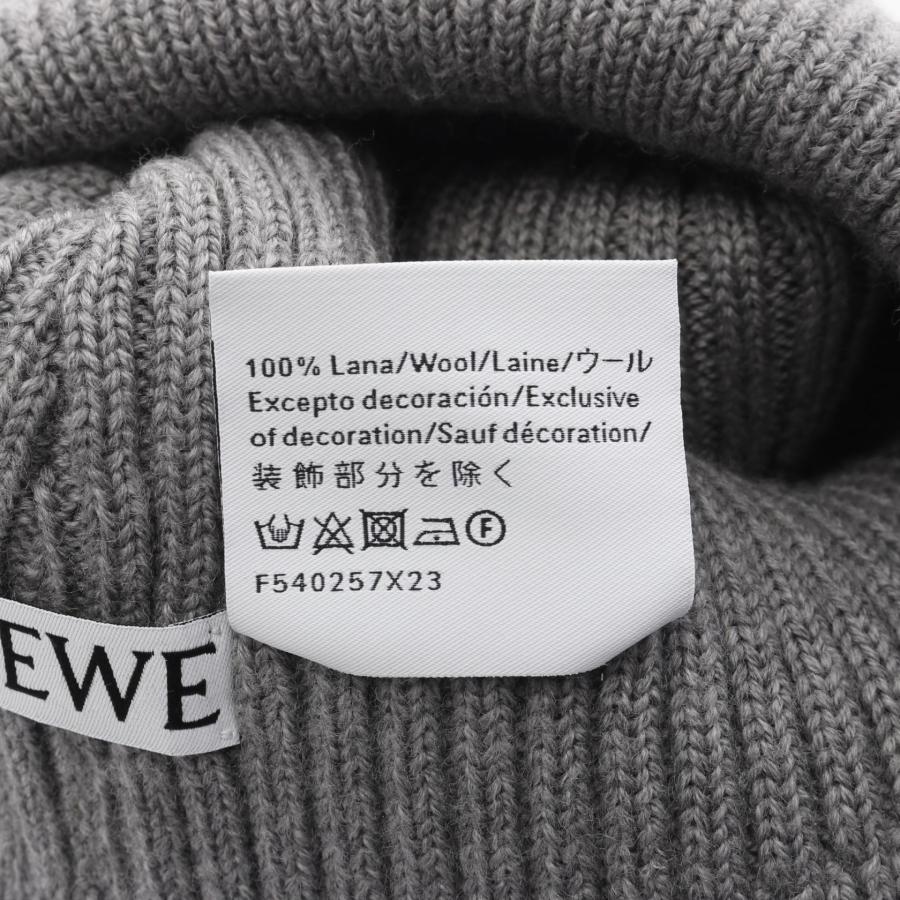 100% Lana/Wool/Laine/ウール
Excepto decoración/Exclusive
of decoration/Sauf décoration/
装飾部分を除く
F
F540257X23
EWE